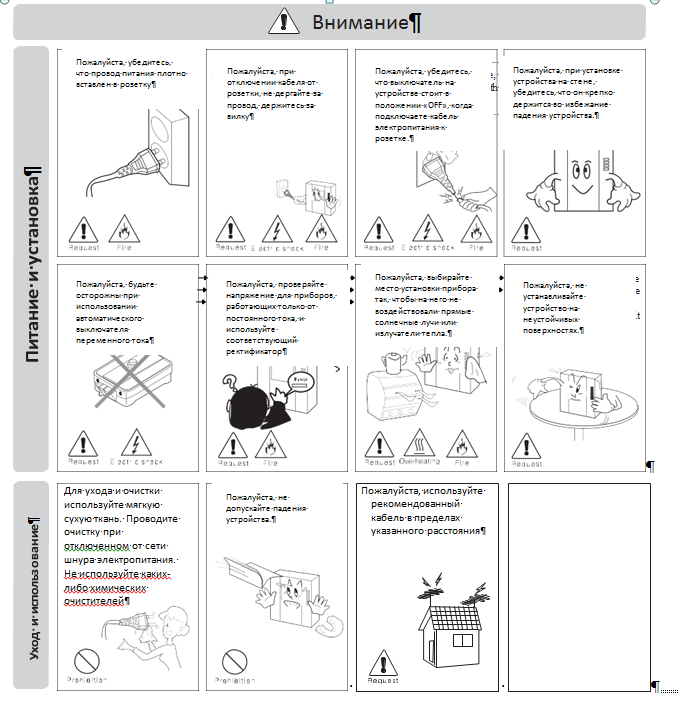 Внимание¶
Питание и установка¶
Пожалуйста, убедитесь,
что провод питания плотно
вставлен в розетку¶
Request
Fire
Пожалуйста, при
отключении кабеля от
розетки, не дергайте за
провод, держитесь за
вилку¶
Request
Electric shock
Fire
Пожалуйста, убедитесь,
что выключатель на
устройстве стоит в
положении «OFF», когда
подключаете кабель
электропитания к
розетке.¶
Request
Electric shock
Fire
Пожалуйста, при установке
устройства на стене,
убедитесь, что он крепко
держится во избежание
падения устройства.¶
Request
Пожалуйста, будьте
осторожны при
использовании
автоматического
выключателя
переменного тока¶
Request
Electric shock
Пожалуйста, проверяйте
напряжение для приборов,
работающих только от
постоянного тока, и
используйте
соответствующий
ректификатор¶
Request
Fire
Пожалуйста, выбирайте
место установки прибора
так, чтобы на него не
воздействовали прямые
солнечные лучи или
излучатели тепла.¶
Request
Overheating
Fire
Пожалуйста, не
устанавливайте
устройство на
неустойчивых
поверхностях.¶
Request
¶
Уход и использование¶
Для ухода и очистки
используйте мягкую
сухую ткань. Проводите
очистку при
отключенном от сети
шнура электропитания.
Не используйте каких-
либо химических
очистителей¶
Prohibition
Пожалуйста, не
допускайте падения
устройства.¶
Prohibition
Пожалуйста, используйте
рекомендованный
кабель в пределах
указанного расстояния¶
Request
¶